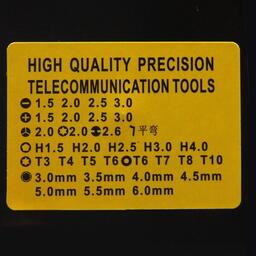 HIGH QUALITY PRECISION
TELECOMMUNICATION TOOLS
1.5 2.0 2.5 3.0
1.5 2.0 2.5 3.0
2.0 2.0 2.6 平弯
H1.5 H2.0 H2.5 H3.0 H4.0
T3 T4 T5 T6 T6 T7 T8 T10
3.0mm 3.5mm 4.0mm 4.5mm
5.0mm 5.5mm 6.0mm